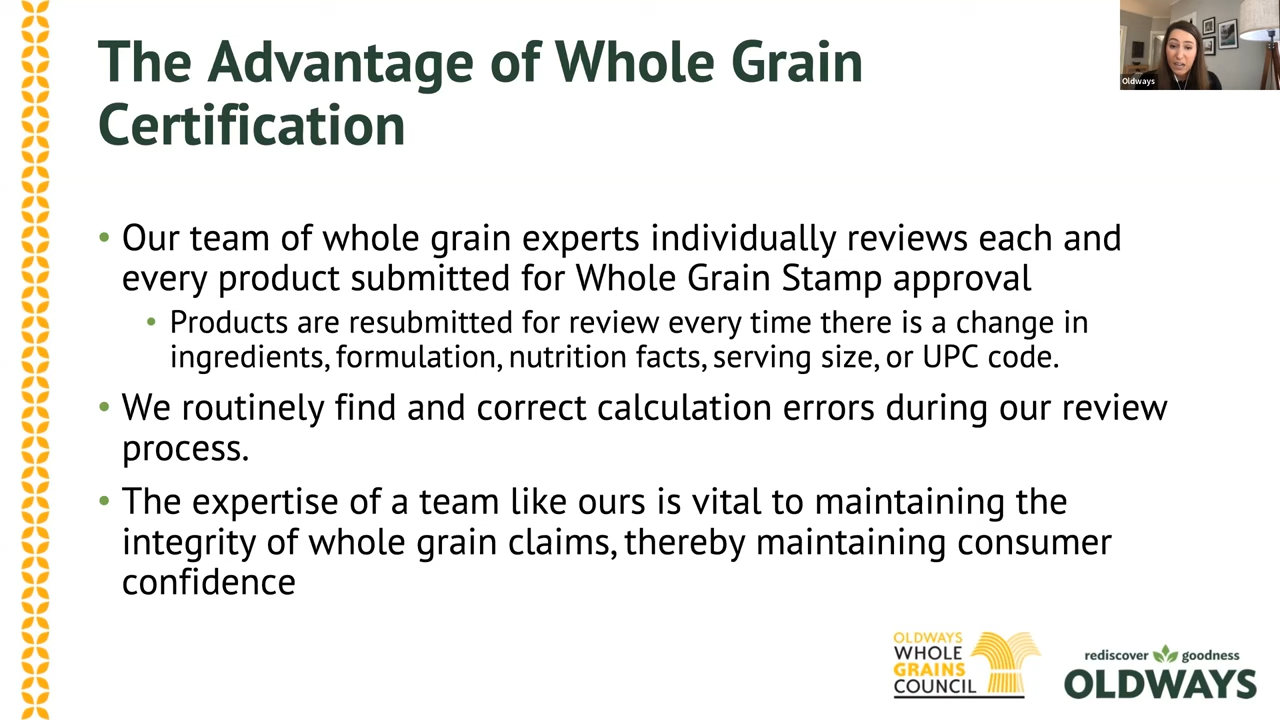 The Advantage of Whole Grain
Certification
Oldways
• Our team of whole grain experts individually reviews each and
every product submitted for Whole Grain Stamp approval
• Products are resubmitted for review every time there is a change in
ingredients, formulation, nutrition facts, serving size, or UPC code.
• We routinely find and correct calculation errors during our review
process.
• The expertise of a team like ours is vital to maintaining the
integrity of whole grain claims, thereby maintaining consumer
confidence
OLDWAYS
WHOLE
GRAINS
COUNCIL
rediscover goodness
OLDWAYS